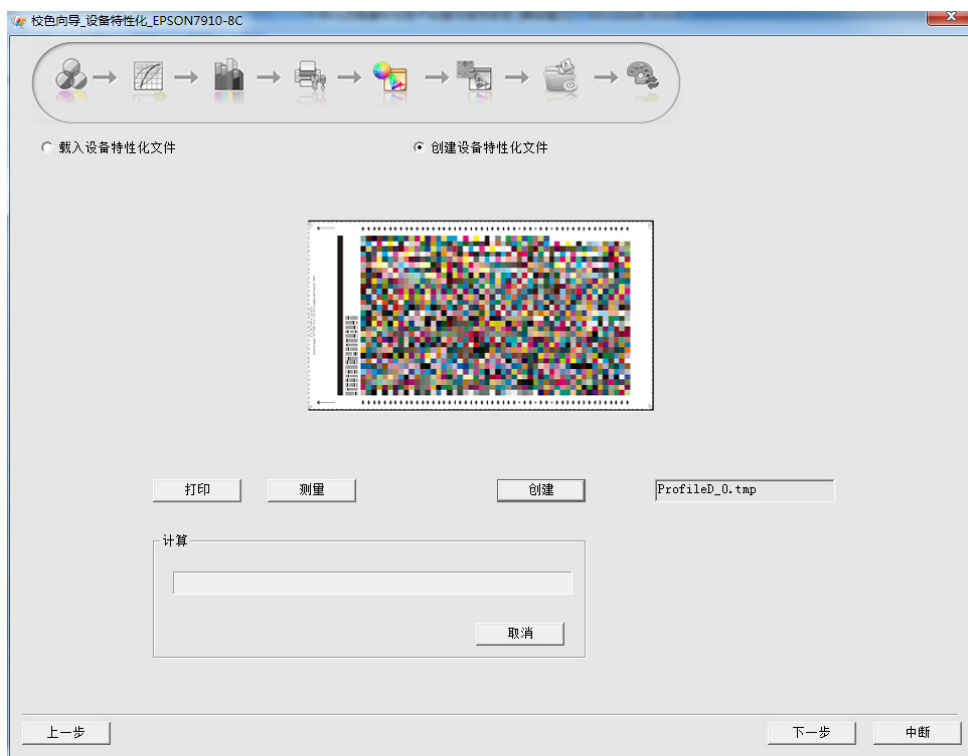 校色向导_设备特性化_EPSON7910-8C
载入设备特性化文件
创建设备特性化文件
打印
测量
创建
ProfileD_0.tmp
计算
取消
上一步
下一步
中断